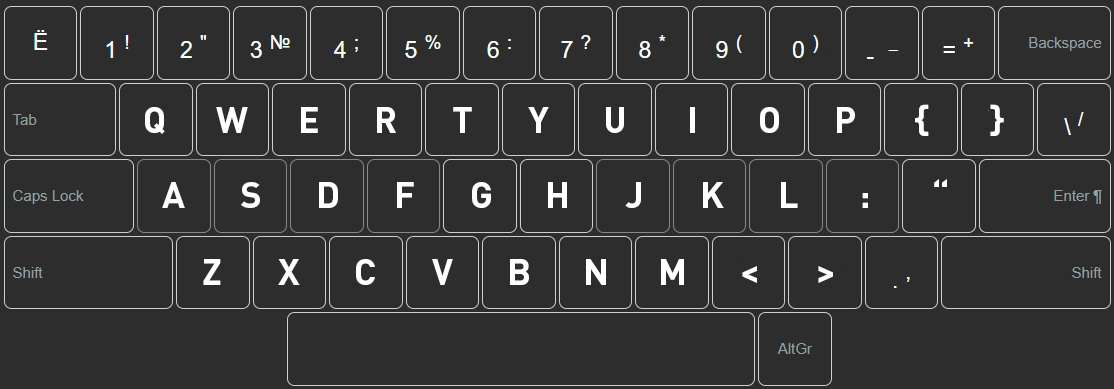 Ё 1 ! 2 " 3 № 4 ; 5 % 6 : 7 ? 8 * 9 ( 0 ) - _ = + Backspace
Tab Q W E R T Y U I O P { } \ /
Caps Lock A S D F G H J K L : “ Enter ¶
Shift Z X C V B N M < > . , Shift
AltGr